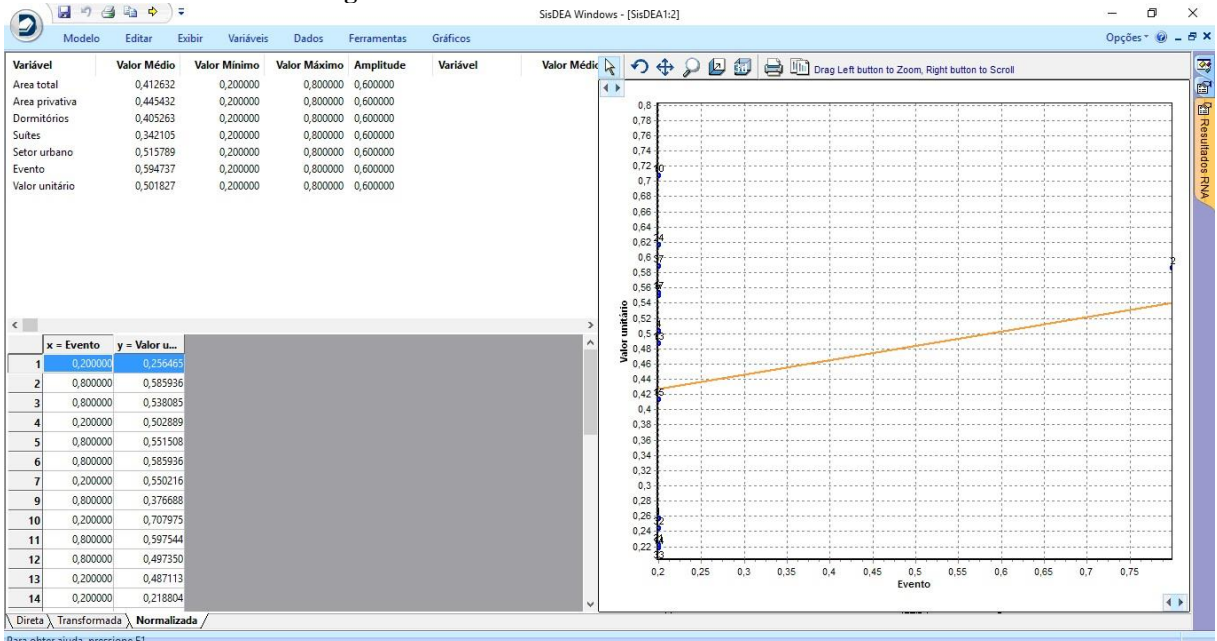 SisDEA Windows - [SisDEA1:2]
Modelo Editar Exibir Variáveis Dados Ferramentas Gráficos Opções
Variável Valor Médio Valor Mínimo Valor Máximo Amplitude Variável Valor Médic
Area total 0,412632 0,200000 0,800000 0,600000
Area privativa 0,445432 0,200000 0,800000 0,600000
Dormitórios 0,405263 0,200000 0,800000 0,600000
Suítes 0,342105 0,200000 0,800000 0,600000
Setor urbano 0,515789 0,200000 0,800000 0,600000
Evento 0,594737 0,200000 0,800000 0,600000
Valor unitário 0,501827 0,200000 0,800000 0,600000
x = Evento y = Valor u...
1 0,200000 0,256465
2 0,800000 0,585936
3 0,800000 0,538085
4 0,200000 0,502889
5 0,800000 0,551508
6 0,800000 0,585936
7 0,200000 0,550216
9 0,800000 0,376688
10 0,200000 0,707975
11 0,800000 0,597544
12 0,800000 0,497350
13 0,200000 0,487113
14 0,200000 0,218804
Direta Transformada Normalizada
Drag Left button to Zoom, Right button to Scroll
0,8
0,78
0,76
0,74
0,72
0,7
0,68
0,66
0,64
0,62
0,6
0,58
0,56
0,54
0,52
0,5
0,48
0,46
0,44
0,42
0,4
0,38
0,36
0,34
0,32
0,3
0,28
0,26
0,24
0,22
Valor unitário
2
0,2 0,25 0,3 0,35 0,4 0,45 0,5 0,55 0,6 0,65 0,7 0,75
Evento
Resultados RNA
Para obter ajuda, pressione F1